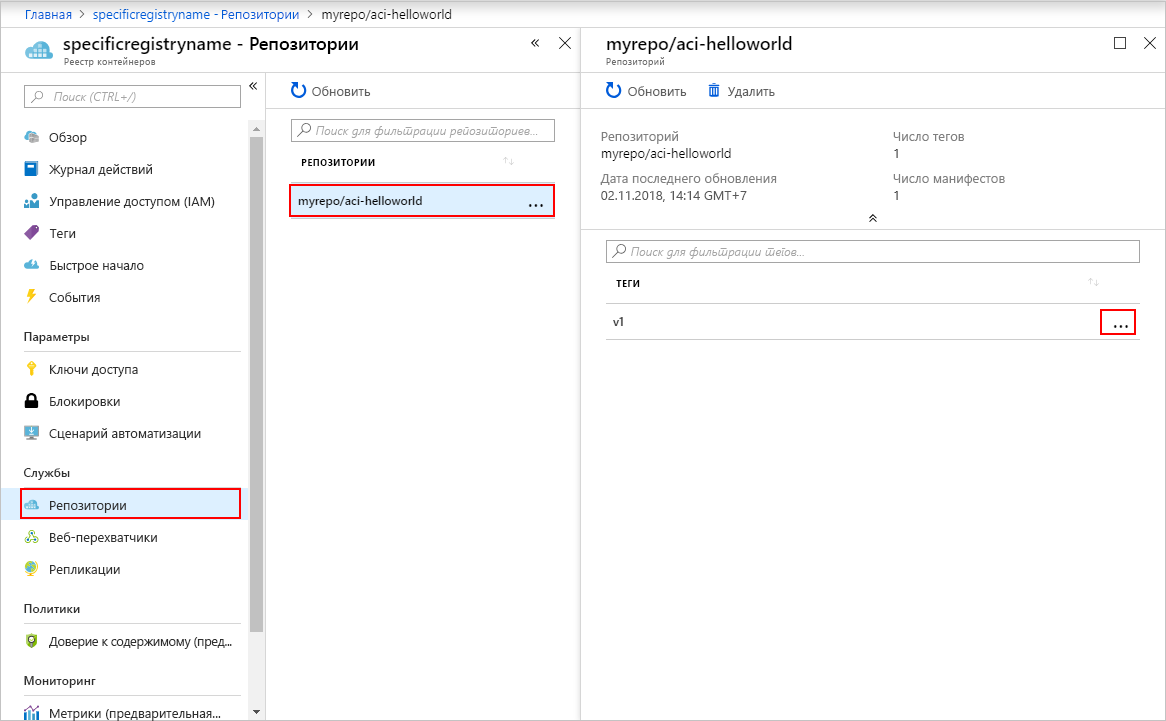 Главная > specificregistryname - Репозитории > myrepo/aci-helloworld
specificregistryname - Репозитории
Реестр контейнеров
Поиск (CTRL+/)
Обзор
Журнал действий
Управление доступом (IAM)
Теги
Быстрое начало
События
Параметры
Ключи доступа
Блокировки
Сценарий автоматизации
Службы
Репозитории
Веб-перехватчики
Репликации
Политики
Доверие к содержимому (пред...
Мониторинг
Метрики (предварительная...
Обновить
Поиск для фильтрации репозиториев...
РЕПОЗИТОРИИ
myrepo/aci-helloworld ...
myrepo/aci-helloworld
Репозиторий
Обновить Удалить
Репозиторий
myrepo/aci-helloworld
Дата последнего обновления
02.11.2018, 14:14 GMT+7
Число тегов
1
Число манифестов
1
Поиск для фильтрации тегов...
ТЕГИ
v1 ...